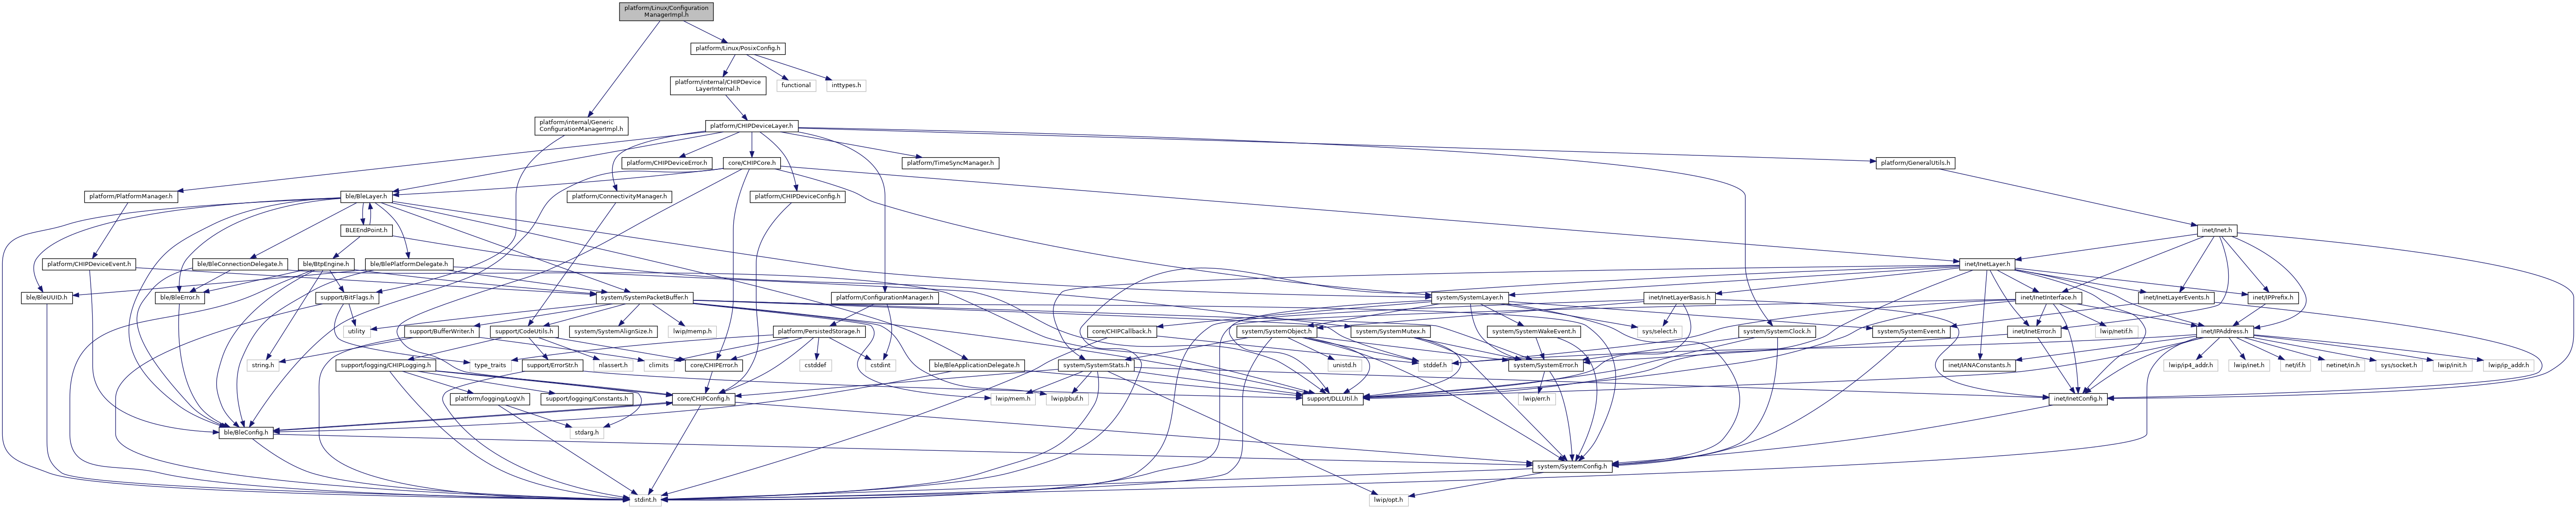 platform/Linux/Configuration
ManagerImpl.h
platform/Linux/PosixConfig.h
platform/internal/CHIPDevice
LayerInternal.h
functional
inttypes.h
platform/internal/Generic
ConfigurationManagerImpl.h
platform/CHIPDeviceLayer.h
platform/CHIPDeviceError.h
core/CHIPCore.h
platform/TimeSyncManager.h
platform/GeneralUtils.h
platform/PlatformManager.h
ble/BleLayer.h
platform/ConnectivityManager.h
platform/CHIPDeviceConfig.h
BLEEndPoint.h
inet/Inet.h
platform/CHIPDeviceEvent.h
ble/BleConnectionDelegate.h
ble/BtpEngine.h
ble/BlePlatformDelegate.h
inet/InetLayer.h
ble/BleUUID.h
ble/BleError.h
support/BitFlags.h
system/SystemPacketBuffer.h
platform/ConfigurationManager.h
system/SystemLayer.h
inet/InetLayerBasis.h
inet/InetInterface.h
inet/InetLayerEvents.h
inet/IPPrefix.h
utility
support/BufferWriter.h
support/CodeUtils.h
system/SystemAlignSize.h
lwip/memp.h
platform/PersistedStorage.h
core/CHIPCallback.h
system/SystemObject.h
system/SystemMutex.h
system/SystemWakeEvent.h
sys/select.h
system/SystemClock.h
system/SystemEvent.h
inet/InetError.h
lwip/netif.h
inet/IPAddress.h
string.h
support/logging/CHIPLogging.h
type_traits
support/ErrorStr.h
nlassert.h
climits
core/CHIPError.h
cstddef
cstdint
ble/BleApplicationDelegate.h
system/SystemStats.h
unistd.h
stddef.h
system/SystemError.h
inet/IANAConstants.h
lwip/ip4_addr.h
lwip/inet.h
net/if.h
netinet/in.h
sys/socket.h
lwip/init.h
lwip/ip_addr.h
platform/logging/LogV.h
support/logging/Constants.h
core/CHIPConfig.h
lwip/mem.h
lwip/pbuf.h
support/DLLUtil.h
lwip/err.h
inet/InetConfig.h
ble/BleConfig.h
stdarg.h
system/SystemConfig.h
stdint.h
lwip/opt.h